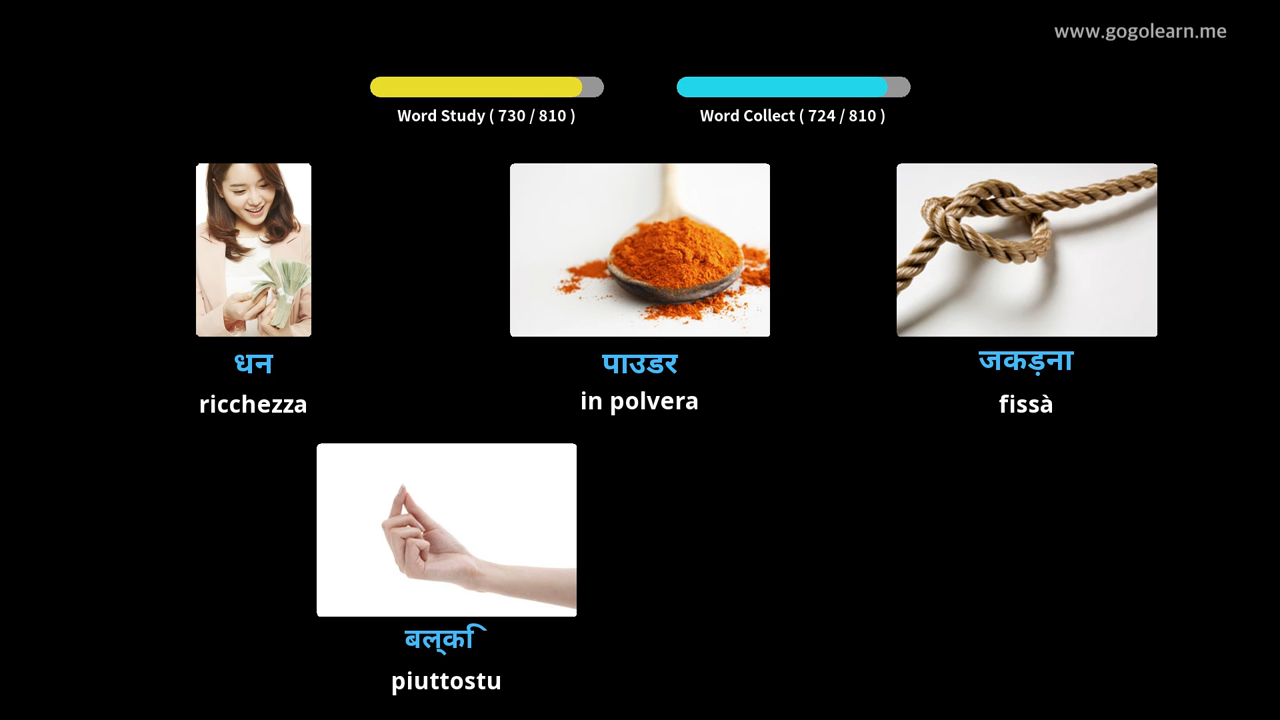 www.gogolearn.me
Word Study ( 730 / 810 )
Word Collect ( 724 / 810 )
धन
ricchezza
पाउडर
in polvera
जकड़ना
fissà
बल्कि
piuttostu